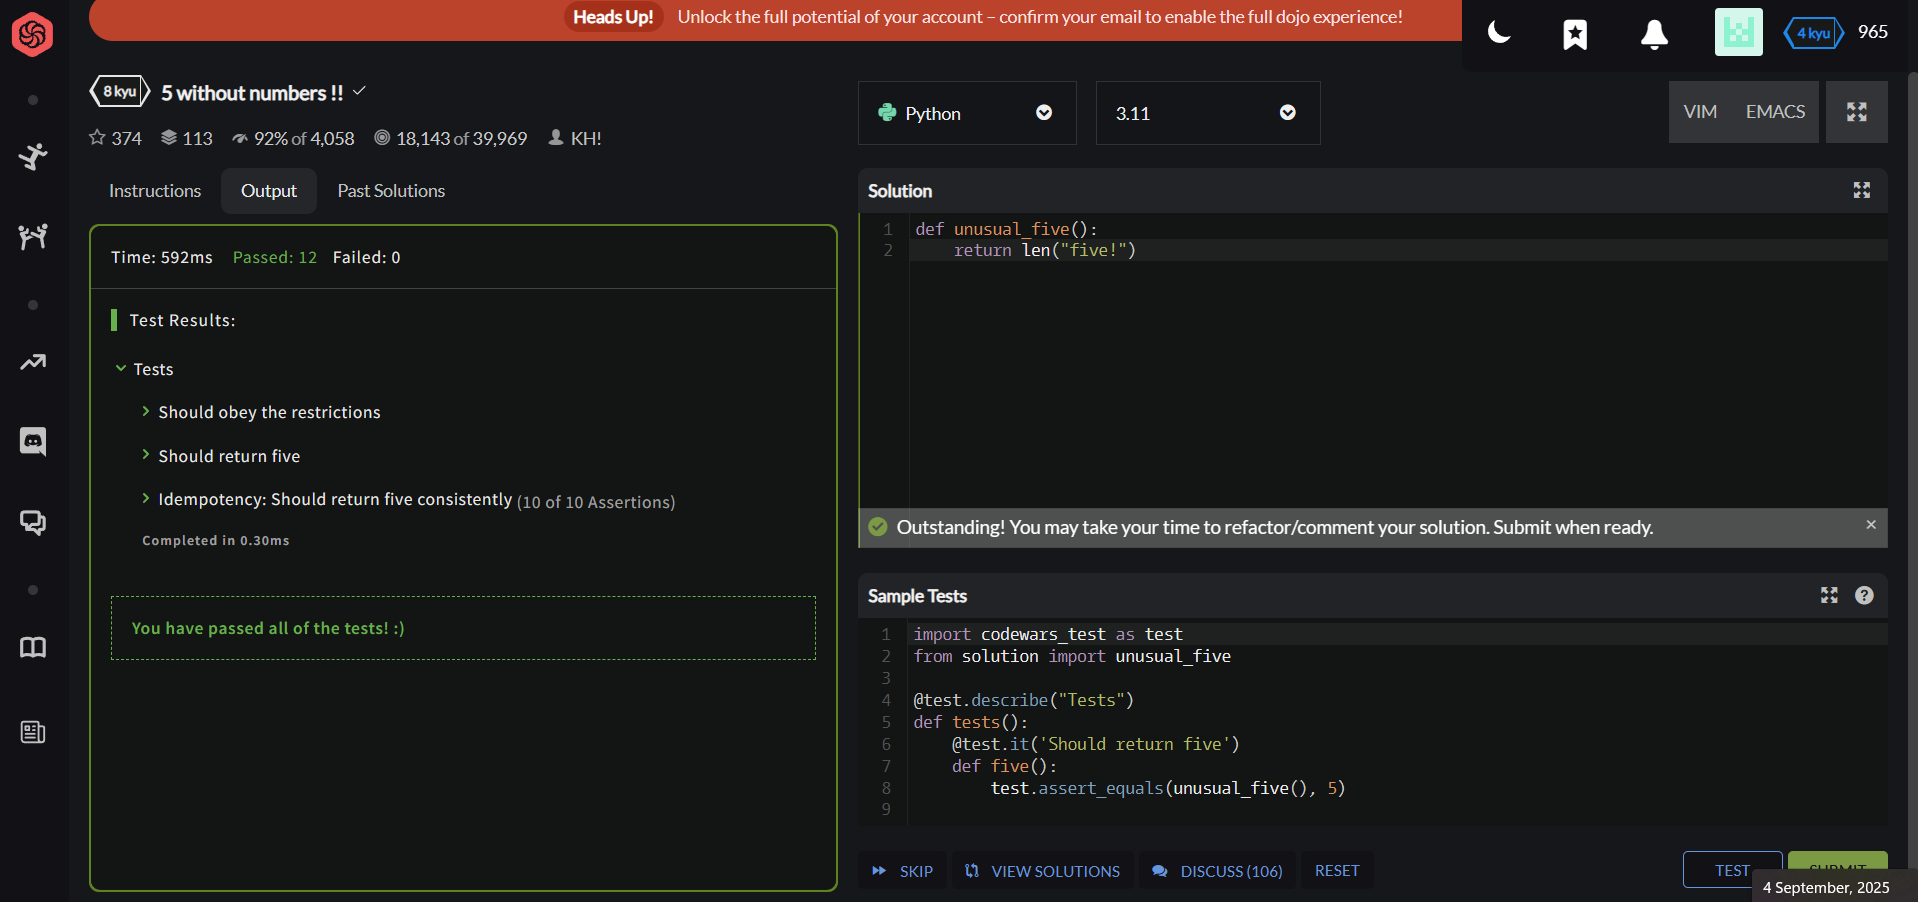 Heads Up! Unlock the full potential of your account – confirm your email to enable the full dojo experience!
4 kyu 965
8 kyu 5 without numbers !!
374 113 92% of 4,058 18,143 of 39,969 KH!
Python 3.11 VIM EMACS
Instructions Output Past Solutions
Time: 592ms Passed: 12 Failed: 0
Test Results:
Tests
Should obey the restrictions
Should return five
Idempotency: Should return five consistently (10 of 10 Assertions)
Completed in 0.30ms
You have passed all of the tests! :)
Solution
1 def unusual_five():
2     return len("five!")
Outstanding! You may take your time to refactor/comment your solution. Submit when ready.
Sample Tests
1 import codewars_test as test
2 from solution import unusual_five
3
4 @test.describe("Tests")
5 def tests():
6     @test.it('Should return five')
7     def five():
8         test.assert_equals(unusual_five(), 5)
9
SKIP VIEW SOLUTIONS DISCUSS (106) RESET TEST SUBMIT
4 September, 2025